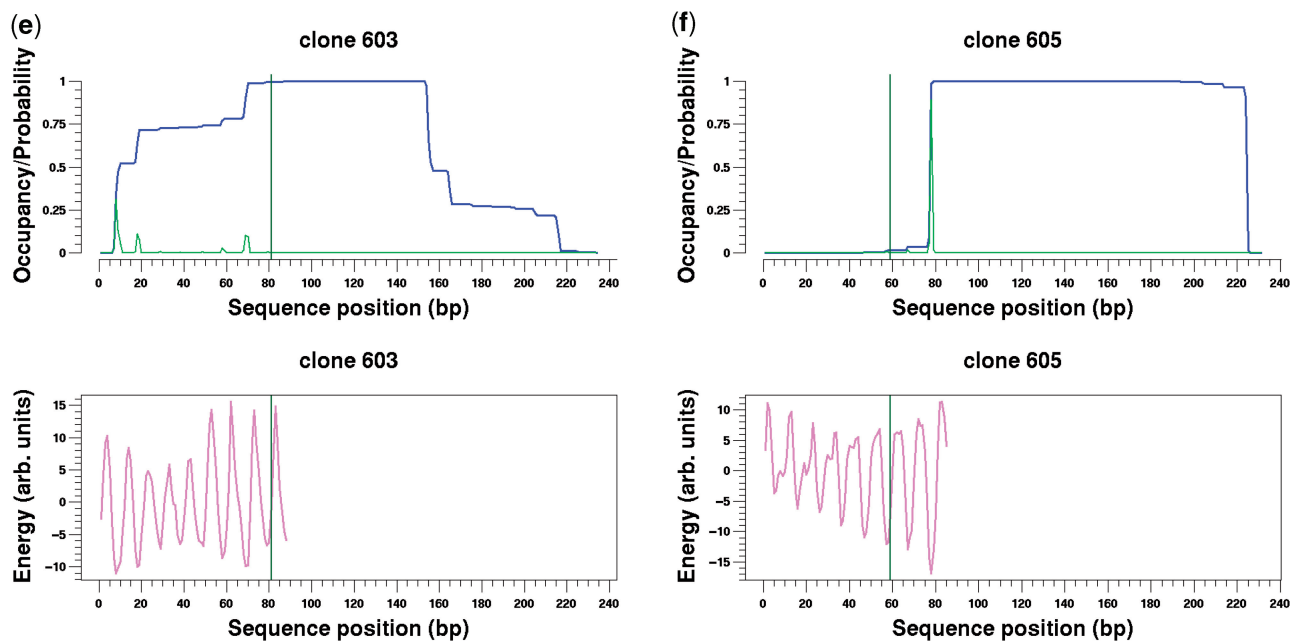 (e)
clone 603
Occupancy/Probability
1
0.75
0.5
0.25
0
0 20 40 60 80 100 120 140 160 180 200 220 240
Sequence position (bp)
(f)
clone 605
Occupancy/Probability
1
0.75
0.5
0.25
0
0 20 40 60 80 100 120 140 160 180 200 220 240
Sequence position (bp)
clone 603
Energy (arb. units)
15
10
5
0
−5
−10
0 20 40 60 80 100 120 140 160 180 200 220 240
Sequence position (bp)
clone 605
Energy (arb. units)
10
5
0
−5
−10
−15
0 20 40 60 80 100 120 140 160 180 200 220 240
Sequence position (bp)